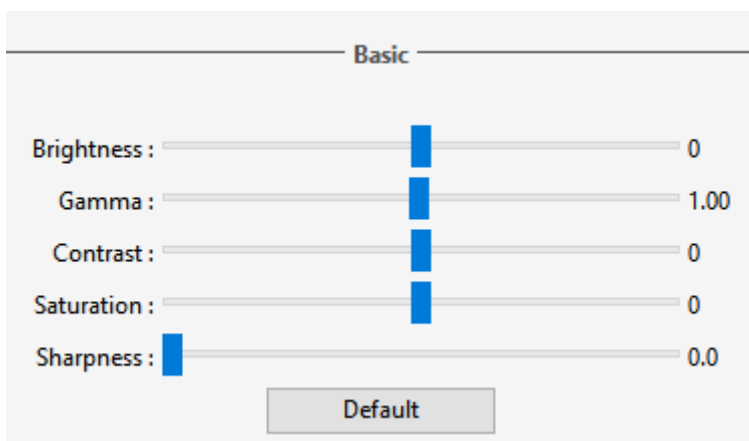 Basic
Brightness : 0
Gamma : 1.00
Contrast : 0
Saturation : 0
Sharpness : 0.0
Default